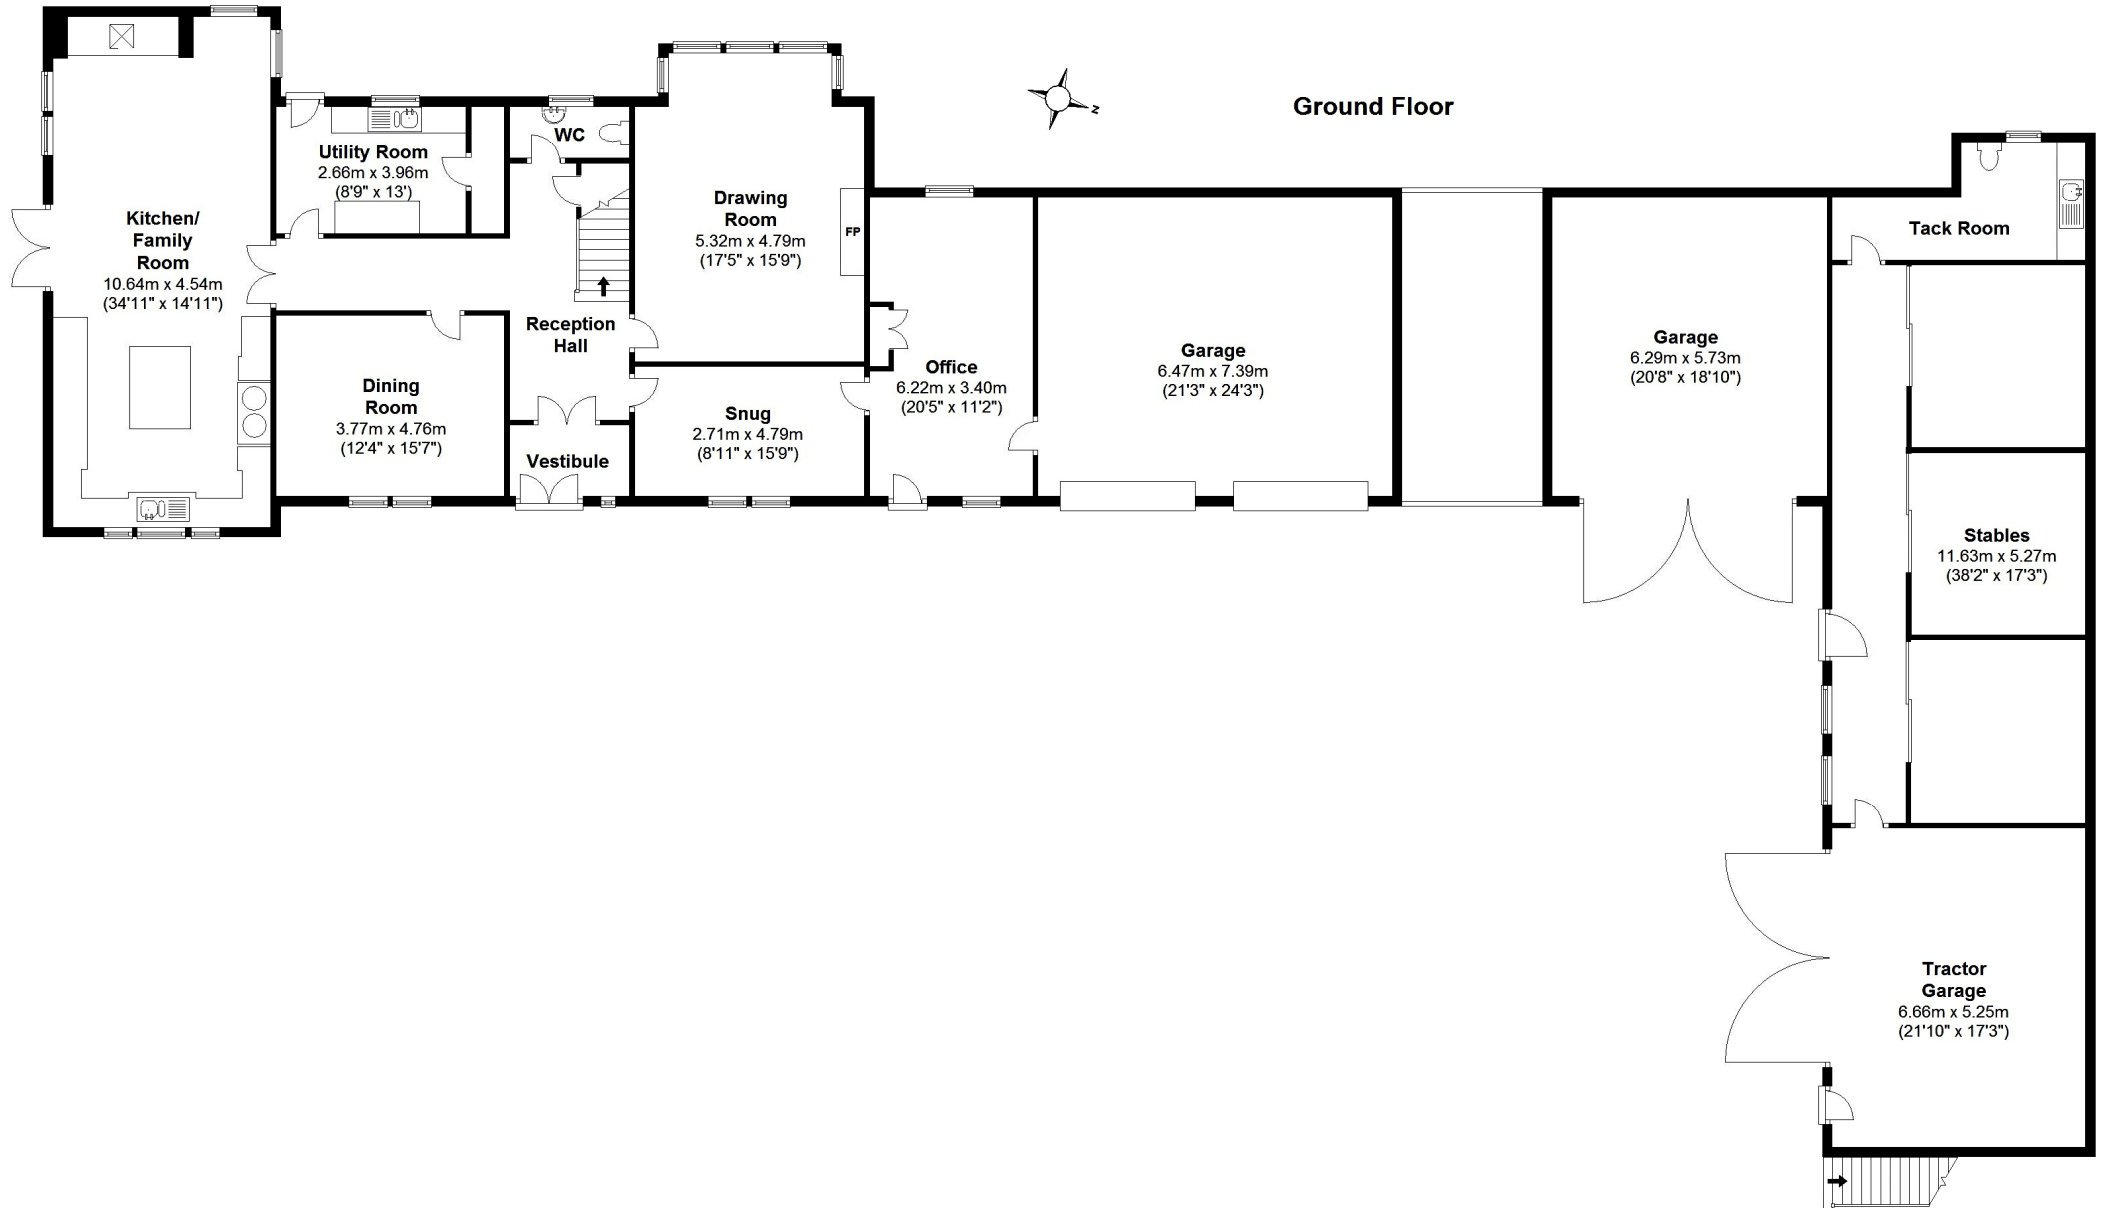 Ground Floor
N
Kitchen/
Family
Room
10.64m x 4.54m
(34'11" x 14'11")
Utility Room
2.66m x 3.96m
(8'9" x 13')
WC
Drawing
Room
5.32m x 4.79m
(17'5" x 15'9")
FP
Reception
Hall
Dining
Room
3.77m x 4.76m
(12'4" x 15'7")
Vestibule
Snug
2.71m x 4.79m
(8'11" x 15'9")
Office
6.22m x 3.40m
(20'5" x 11'2")
Garage
6.47m x 7.39m
(21'3" x 24'3")
Garage
6.29m x 5.73m
(20'8" x 18'10")
Tack Room
Stables
11.63m x 5.27m
(38'2" x 17'3")
Tractor
Garage
6.66m x 5.25m
(21'10" x 17'3")